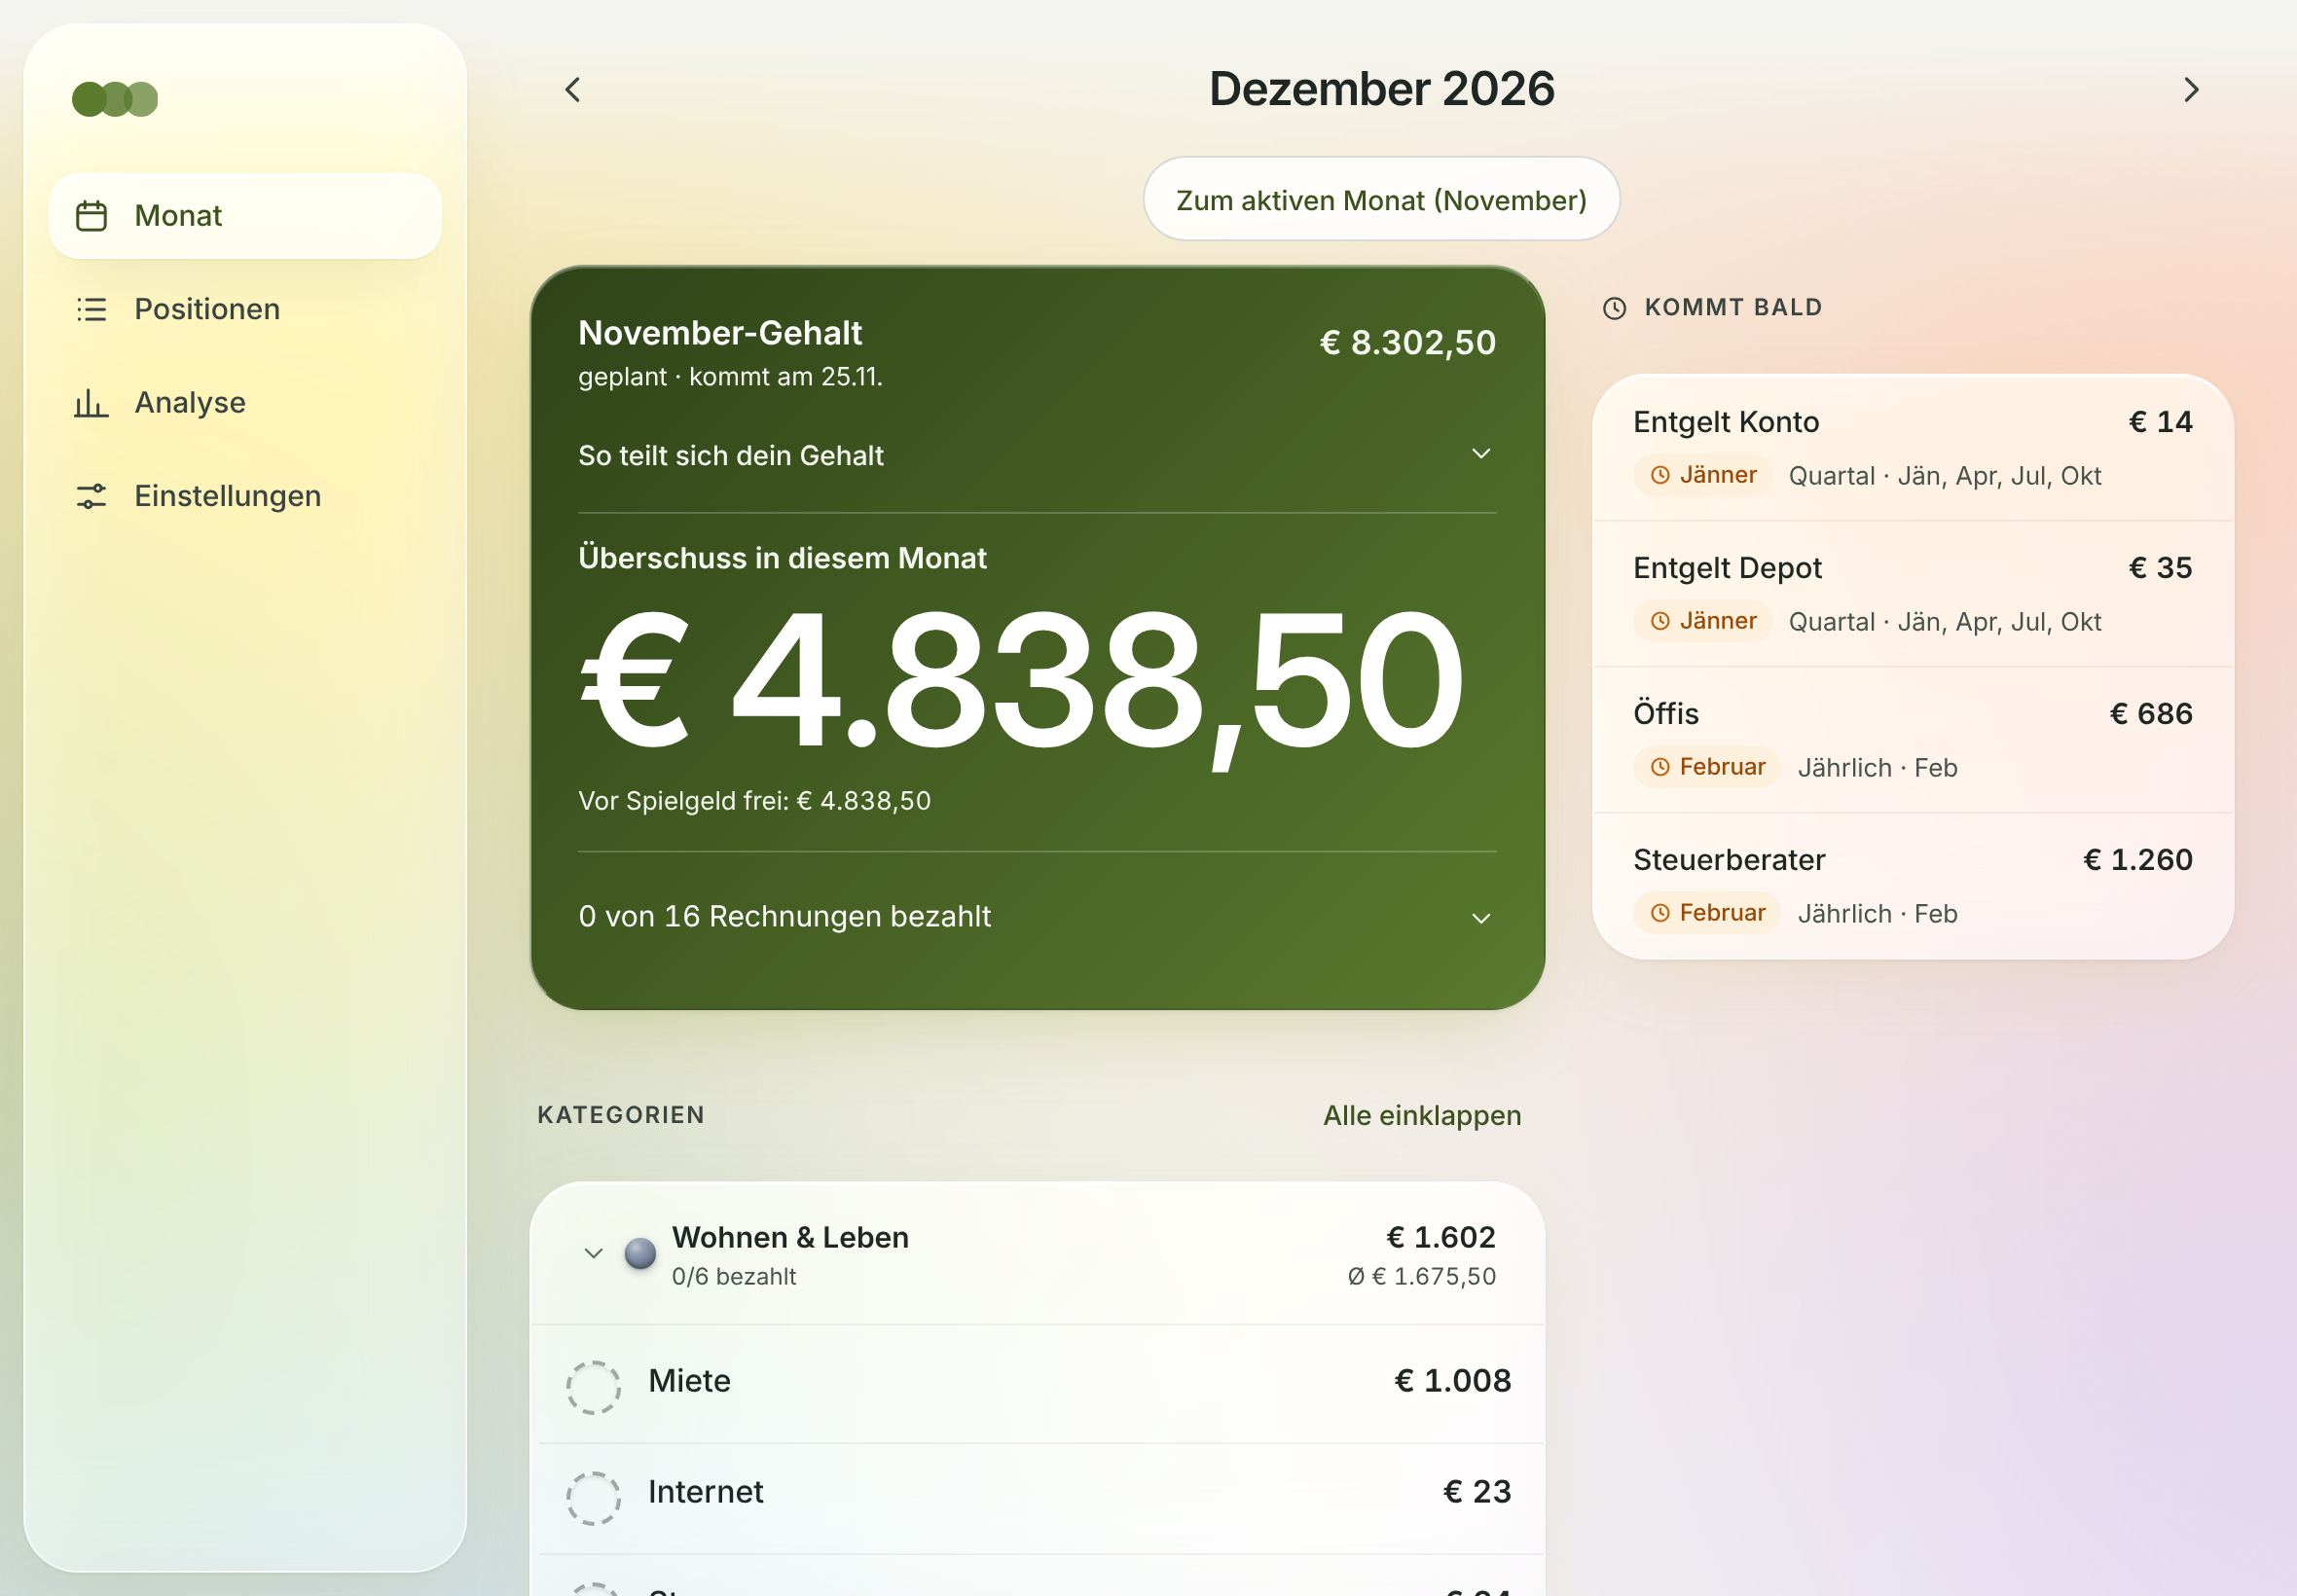 Dezember 2026
Zum aktiven Monat (November)
Monat
Positionen
Analyse
Einstellungen
November-Gehalt
€ 8.302,50
geplant · kommt am 25.11.
So teilt sich dein Gehalt
Überschuss in diesem Monat
€ 4.838,50
Vor Spielgeld frei: € 4.838,50
0 von 16 Rechnungen bezahlt
KOMMT BALD
Entgelt Konto € 14
Jänner Quartal · Jän, Apr, Jul, Okt
Entgelt Depot € 35
Jänner Quartal · Jän, Apr, Jul, Okt
Öffis € 686
Februar Jährlich · Feb
Steuerberater € 1.260
Februar Jährlich · Feb
KATEGORIEN Alle einklappen
Wohnen & Leben € 1.602
0/6 bezahlt Ø € 1.675,50
Miete € 1.008
Internet € 23